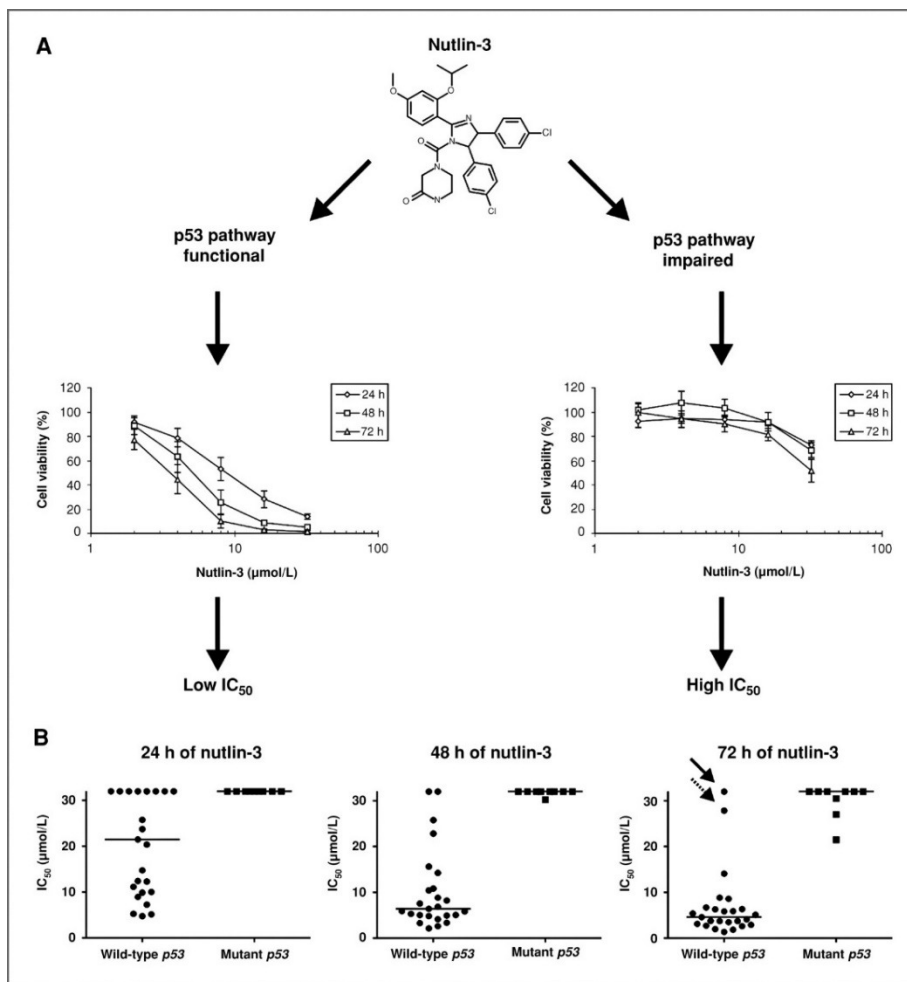 A
Nutlin-3
O
O
N
Cl
O
N
N
Cl
O
N
p53 pathway
functional
p53 pathway
impaired
120
100
80
60
40
20
0
Cell viability (%)
1
10
100
Nutlin-3 (µmol/L)
24 h
48 h
72 h
120
100
80
60
40
20
0
Cell viability (%)
1
10
100
Nutlin-3 (µmol/L)
24 h
48 h
72 h
Low IC50
High IC50
B
24 h of nutlin-3
48 h of nutlin-3
72 h of nutlin-3
30
20
10
0
IC50 (µmol/L)
Wild-type p53
Mutant p53
30
20
10
0
IC50 (µmol/L)
Wild-type p53
Mutant p53
30
20
10
0
IC50 (µmol/L)
Wild-type p53
Mutant p53